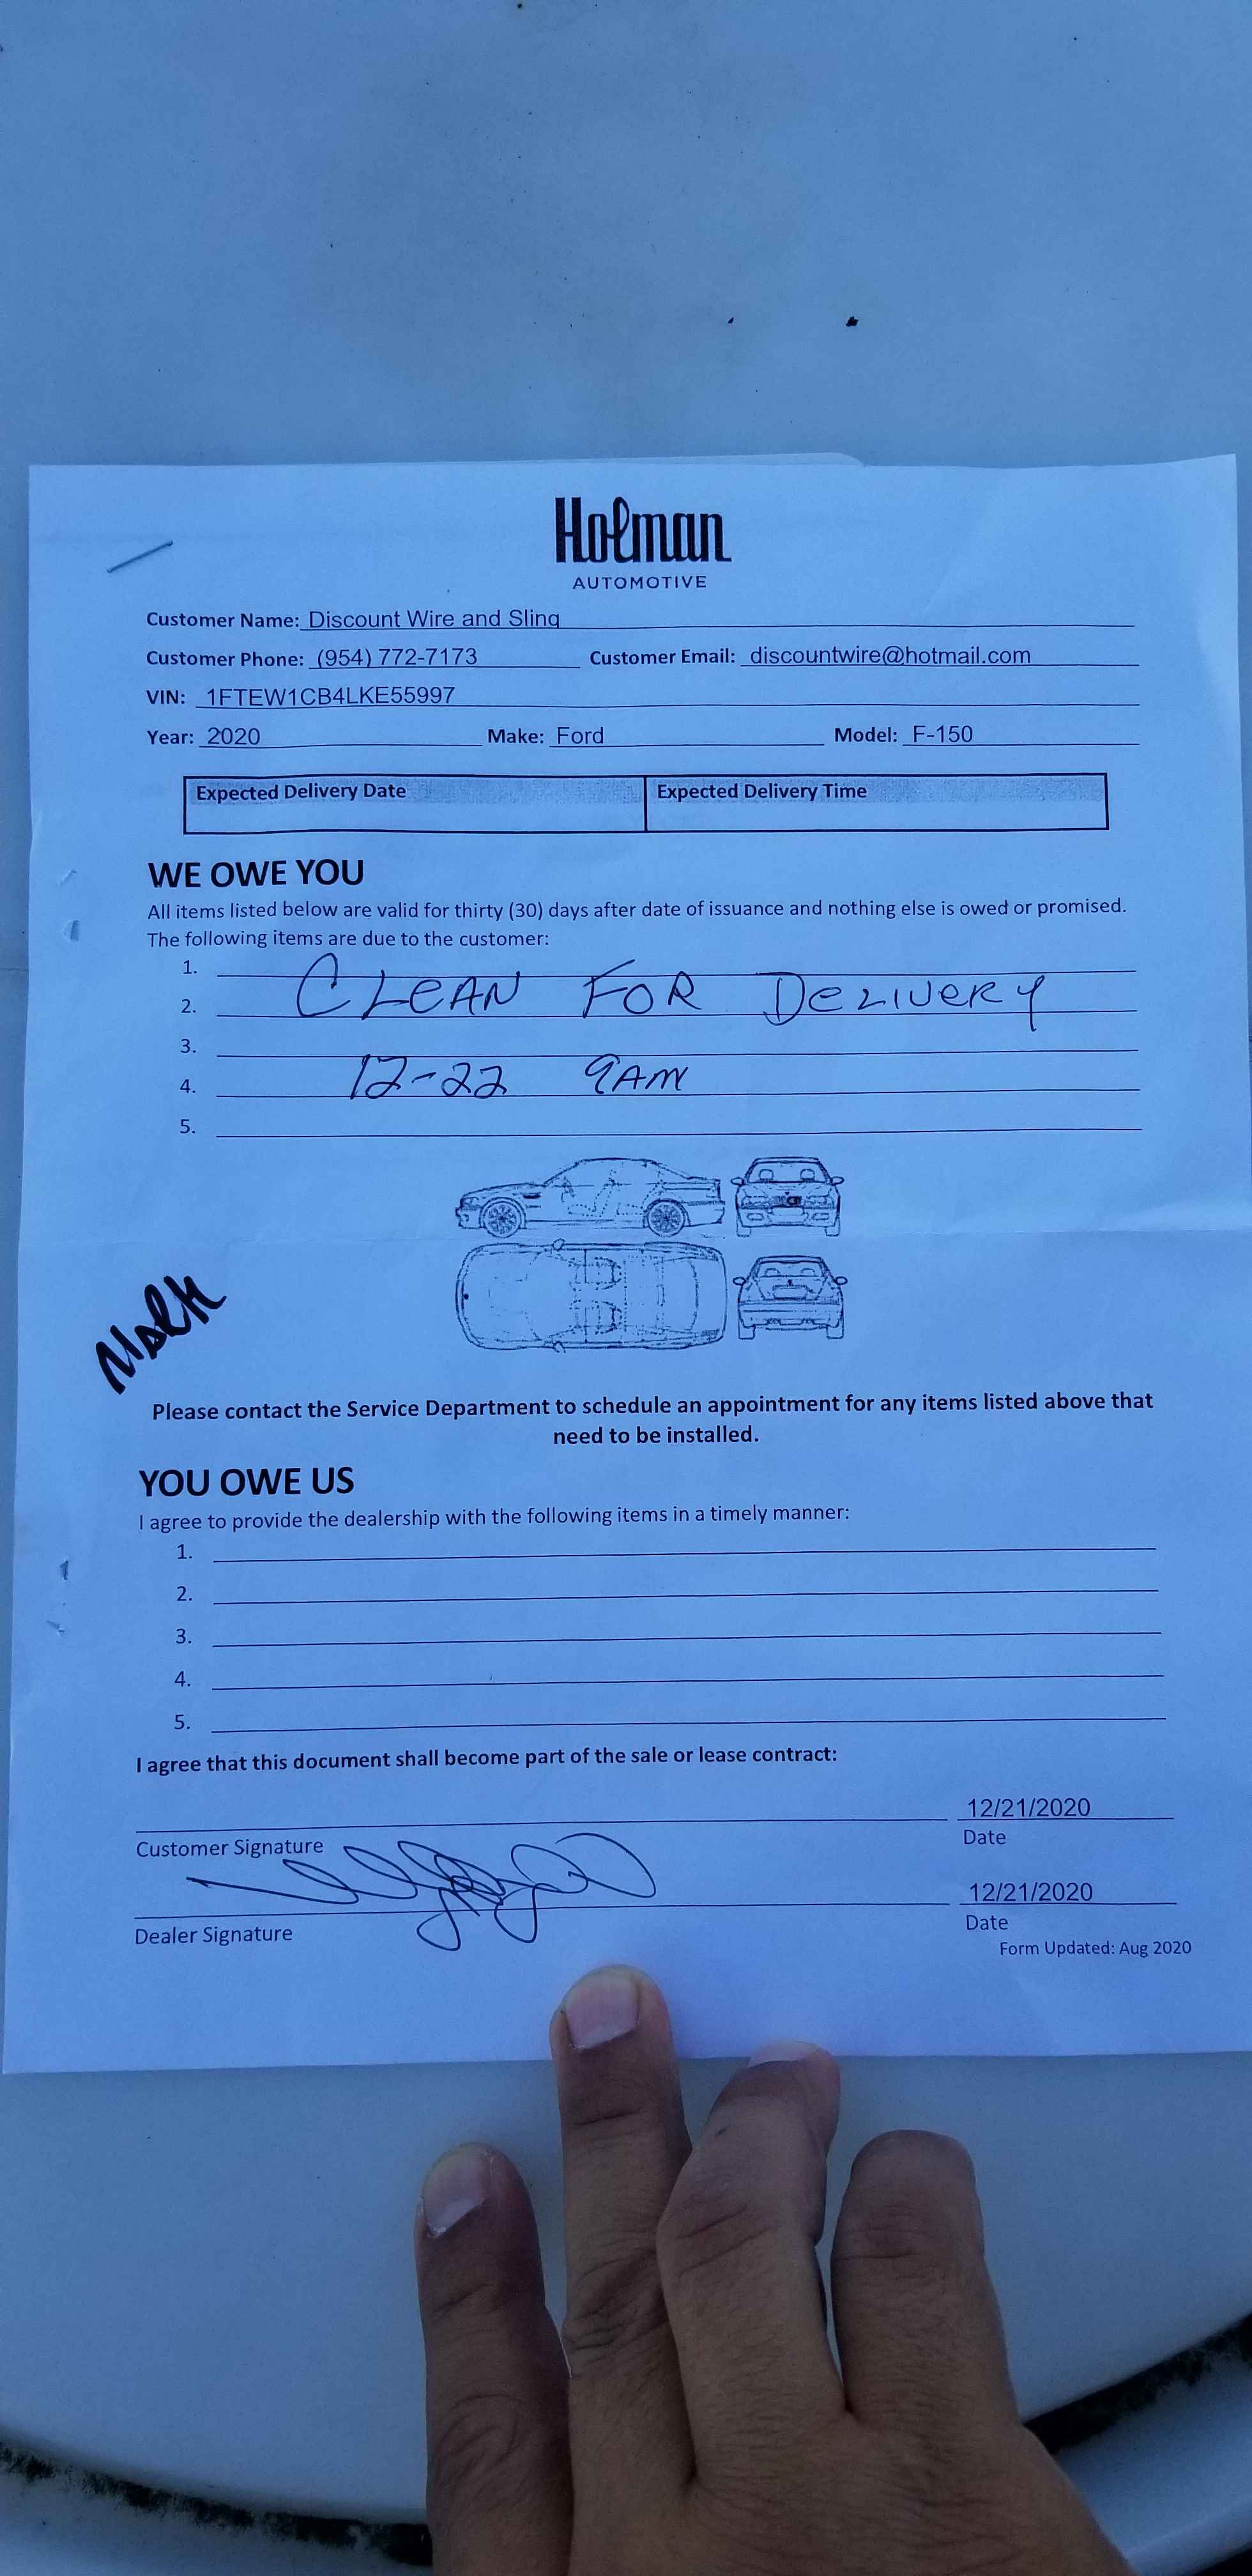 Holman
AUTOMOTIVE
Customer Name: Discount Wire and Sling
Customer Phone: (954) 772-7173 Customer Email: discountwire@hotmail.com
VIN: 1FTEW1CB4LKE55997
Year: 2020 Make: Ford Model: F-150
Expected Delivery Date Expected Delivery Time
WE OWE YOU
All items listed below are valid for thirty (30) days after date of issuance and nothing else is owed or promised.
The following items are due to the customer:
1.
2. CLEAN FOR DELIVERY
3.
4. 12-22 9AM
5.
Please contact the Service Department to schedule an appointment for any items listed above that
need to be installed.
YOU OWE US
I agree to provide the dealership with the following items in a timely manner:
1.
2.
3.
4.
5.
I agree that this document shall become part of the sale or lease contract:
12/21/2020
Customer Signature Date
12/21/2020
Dealer Signature Date
Form Updated: Aug 2020